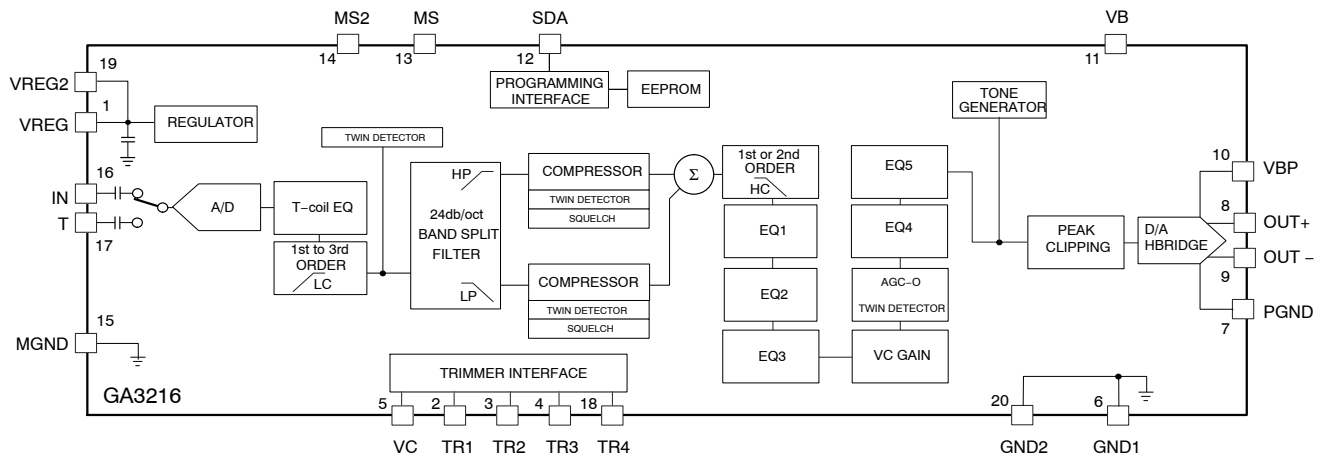 MS2
MS
SDA
VB
14
13
12
11
19
VREG2
1
VREG
REGULATOR
PROGRAMMING
INTERFACE
EEPROM
TONE
GENERATOR
TWIN DETECTOR
16
IN
T
17
A/D
T-coil EQ
1st to 3rd
ORDER
LC
HP
24db/oct
BAND SPLIT
FILTER
LP
COMPRESSOR
TWIN DETECTOR
SQUELCH
COMPRESSOR
TWIN DETECTOR
SQUELCH
Σ
1st or 2nd
ORDER
HC
EQ1
EQ2
EQ3
EQ5
EQ4
AGC-O
TWIN DETECTOR
VC GAIN
PEAK
CLIPPING
D/A
HBRIDGE
10
VBP
8
OUT+
OUT -
9
PGND
7
15
MGND
GA3216
TRIMMER INTERFACE
5
2
3
4
18
20
6
VC
TR1
TR2
TR3
TR4
GND2
GND1